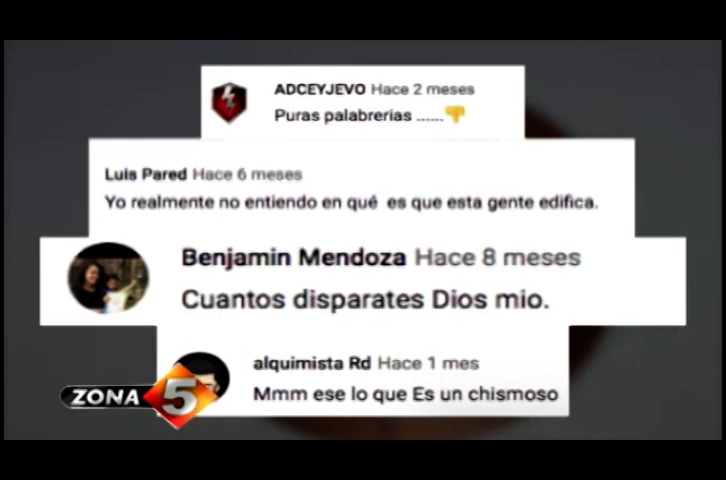 ADCEYJEVO Hace 2 meses
Puras palabrerias ......👎
Luis Pared Hace 6 meses
Yo realmente no entiendo en qué es que esta gente edifica.
Benjamin Mendoza Hace 8 meses
Cuantos disparates Dios mio.
alquimista Rd Hace 1 mes
Mmm ese lo que Es un chismoso
ZONA 5